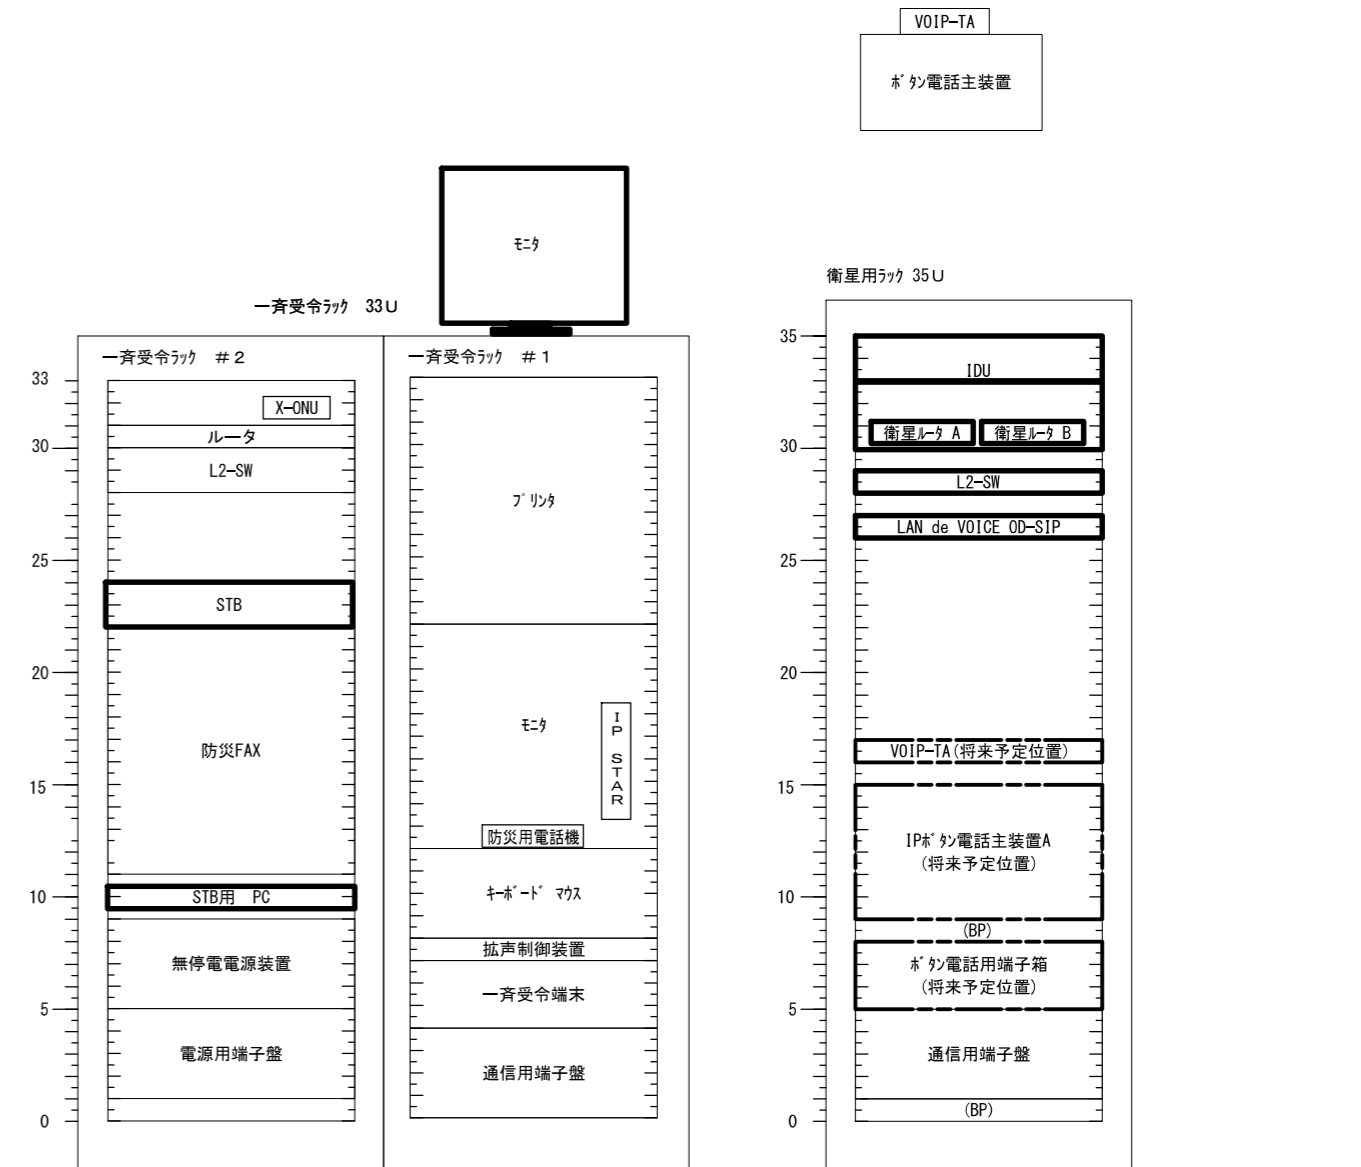 VOIP-TA
ﾎﾞﾀﾝ電話主装置
ﾓﾆﾀ
一斉受令ﾗｯｸ　33U
一斉受令ﾗｯｸ　＃２
33
30
25
20
15
10
5
0
X-ONU
ルータ
L2-SW
STB
防災FAX
STB用　PC
無停電電源装置
電源用端子盤
一斉受令ﾗｯｸ　＃１
ﾌﾟﾘﾝﾀ
ﾓﾆﾀ
IP STAR
防災用電話機
ｷｰﾎﾞｰﾄﾞ ﾏｳｽ
拡声制御装置
一斉受令端末
通信用端子盤
衛星用ﾗｯｸ 35U
35
30
25
20
15
10
5
0
IDU
衛星ﾙｰﾀ A
衛星ﾙｰﾀ B
L2-SW
LAN de VOICE OD-SIP
VOIP-TA(将来予定位置)
IPﾎﾞﾀﾝ電話主装置A
(将来予定位置)
(BP)
ﾎﾞﾀﾝ電話用端子箱
(将来予定位置)
通信用端子盤
(BP)